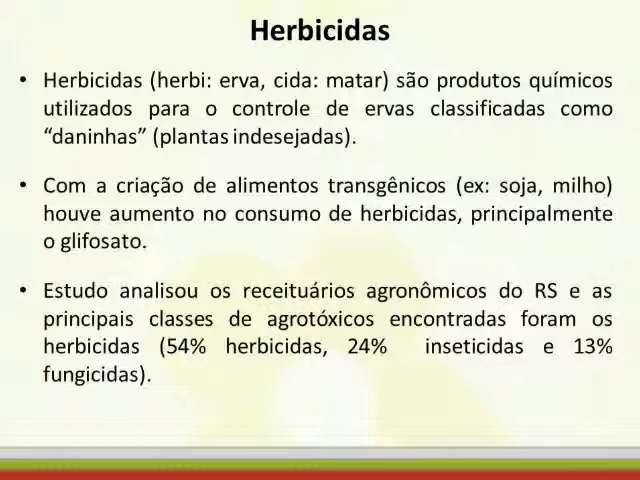 Herbicidas
• Herbicidas (herbi: erva, cida: matar) são produtos químicos
utilizados para o controle de ervas classificadas como
“daninhas” (plantas indesejadas).
• Com a criação de alimentos transgênicos (ex: soja, milho)
houve aumento no consumo de herbicidas, principalmente
o glifosato.
• Estudo analisou os receituários agronômicos do RS e as
principais classes de agrotóxicos encontradas foram os
herbicidas (54% herbicidas, 24% inseticidas e 13%
fungicidas).